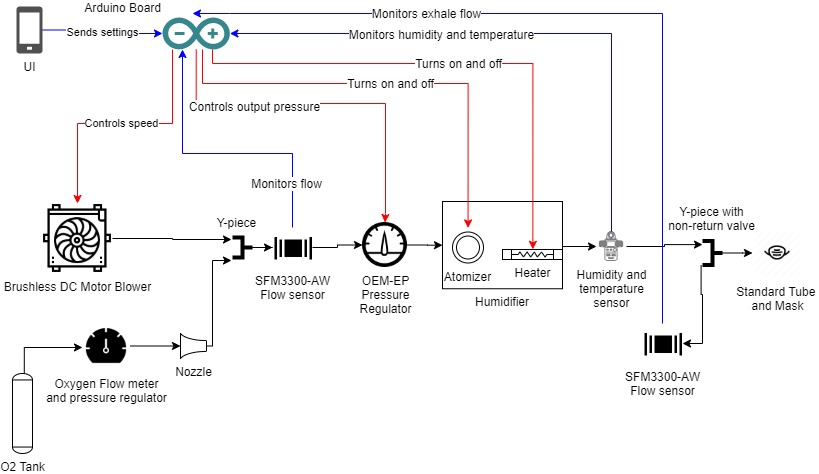 Arduino Board
Monitors exhale flow
Sends settings
Monitors humidity and temperature
UI
Turns on and off
Turns on and off
Controls output pressure
Controls speed
Monitors flow
Y-piece
Y-piece with
non-return valve
Brushless DC Motor Blower
SFM3300-AW
Flow sensor
OEM-EP
Pressure
Regulator
Atomizer
Heater
Humidifier
Humidity and
temperature
sensor
Standard Tube
and Mask
Nozzle
Oxygen Flow meter
and pressure regulator
SFM3300-AW
Flow sensor
O2 Tank